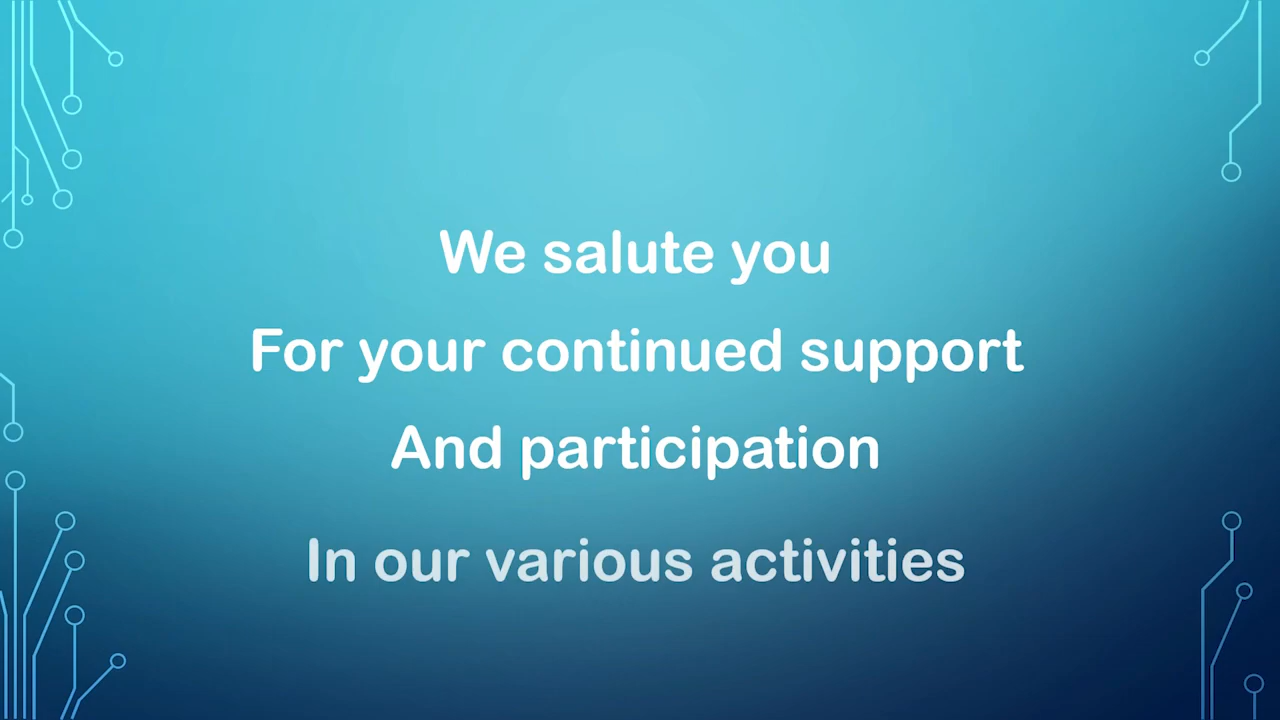 We salute you
For your continued support
And participation
In our various activities